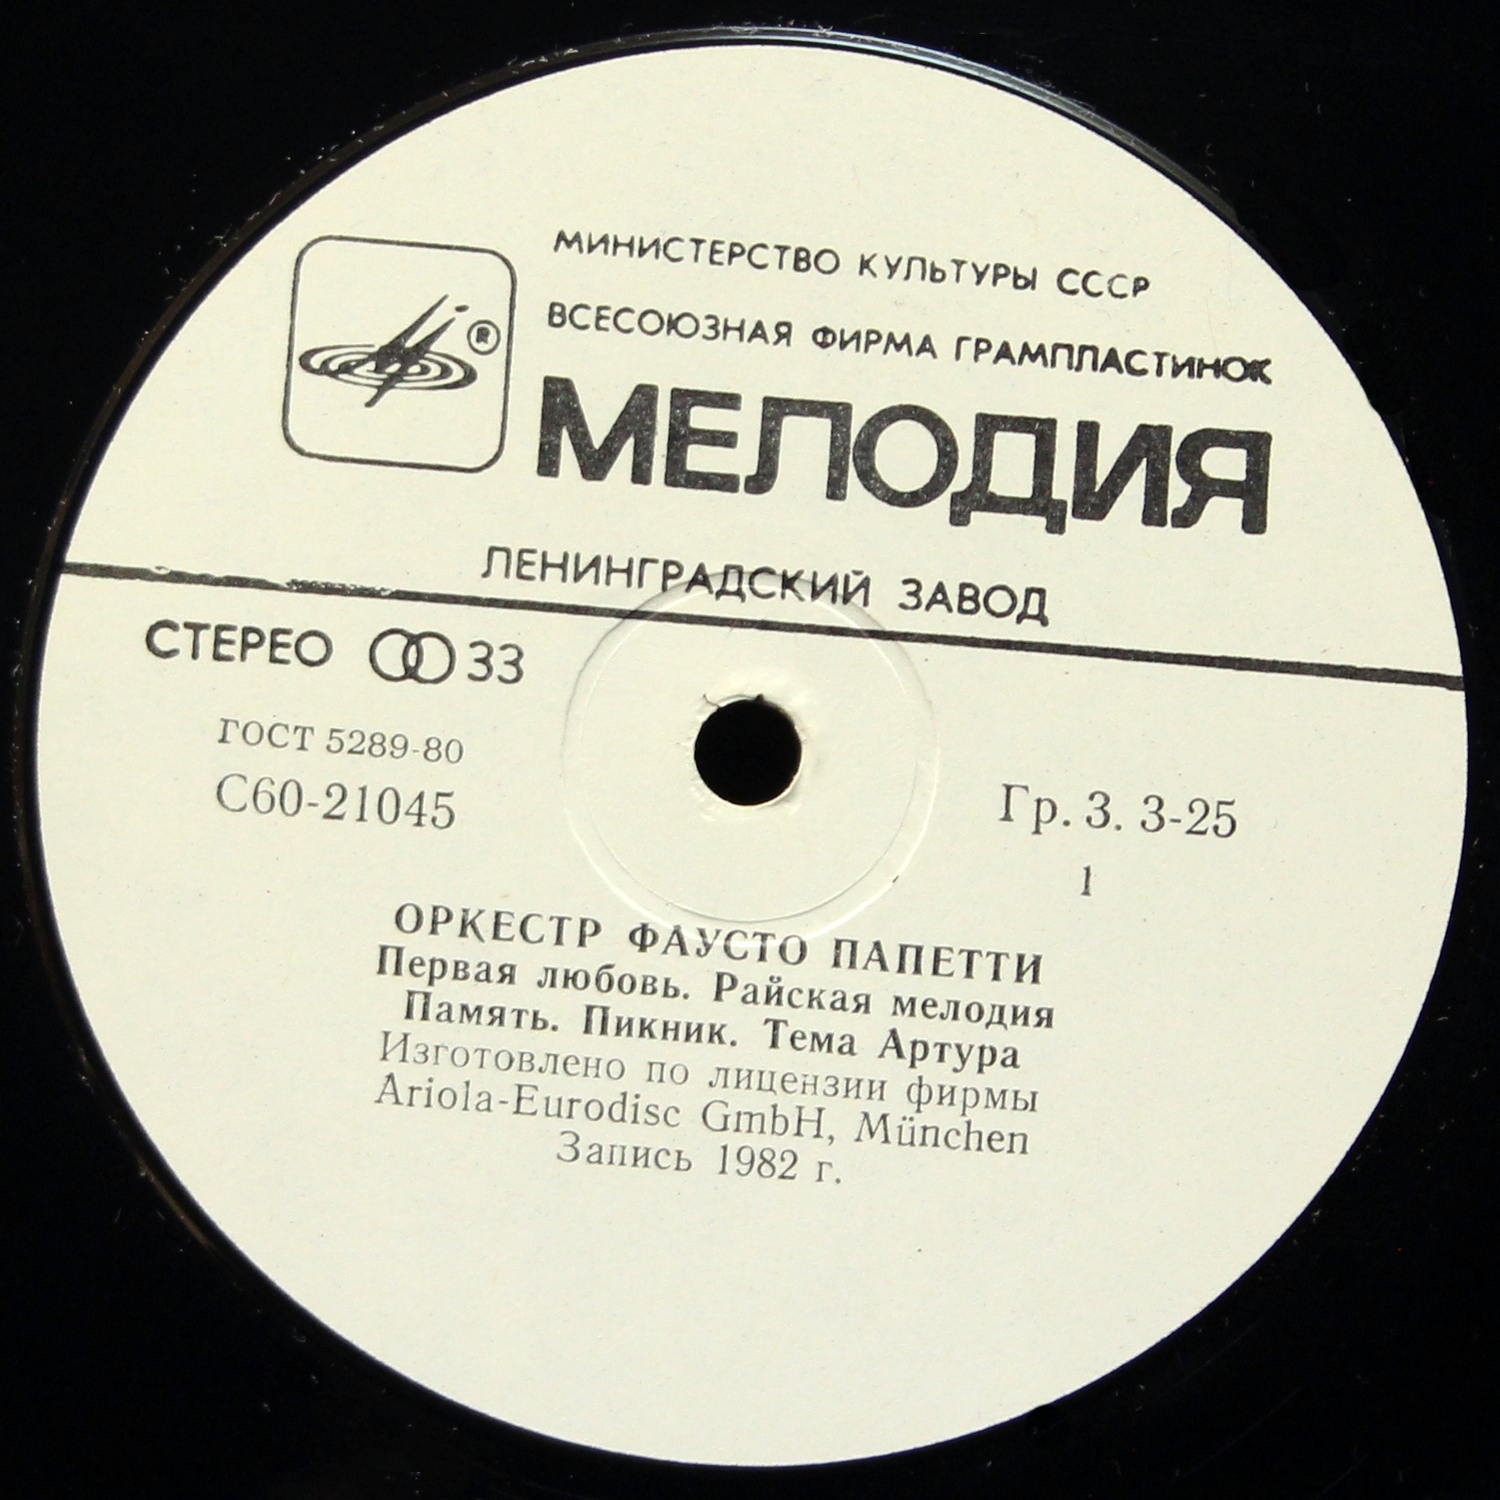 МИНИСТЕРСТВО КУЛЬТУРЫ СССР
ВСЕСОЮЗНАЯ ФИРМА ГРАМПЛАСТИНОК
®
МЕЛОДИЯ
ЛЕНИНГРАДСКИЙ ЗАВОД
СТЕРЕО 33
ГОСТ 5289-80
С60-21045
Гр. 3. 3-25
1
ОРКЕСТР ФАУСТО ПАПЕТТИ
Первая любовь. Райская мелодия
Память. Пикник. Тема Артура
Изготовлено по лицензии фирмы
Ariola-Eurodisc GmbH, München
Запись 1982 г.